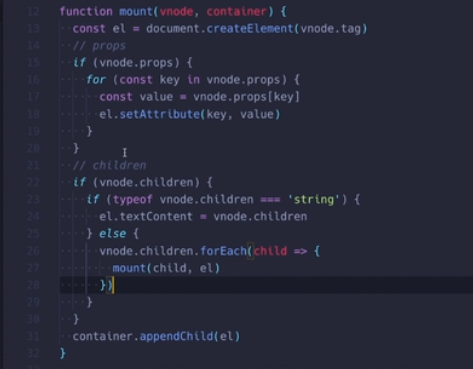 12 function mount(vnode, container) {
13 const el = document.createElement(vnode.tag)
14 // props
15 if (vnode.props) {
16 for (const key in vnode.props) {
17 const value = vnode.props[key]
18 el.setAttribute(key, value)
19 }
20 }
21 // children
22 if (vnode.children) {
23 if (typeof vnode.children === 'string') {
24 el.textContent = vnode.children
25 } else {
26 vnode.children.forEach(child => {
27 mount(child, el)
28 })
29 }
30 }
31 container.appendChild(el)
32 }